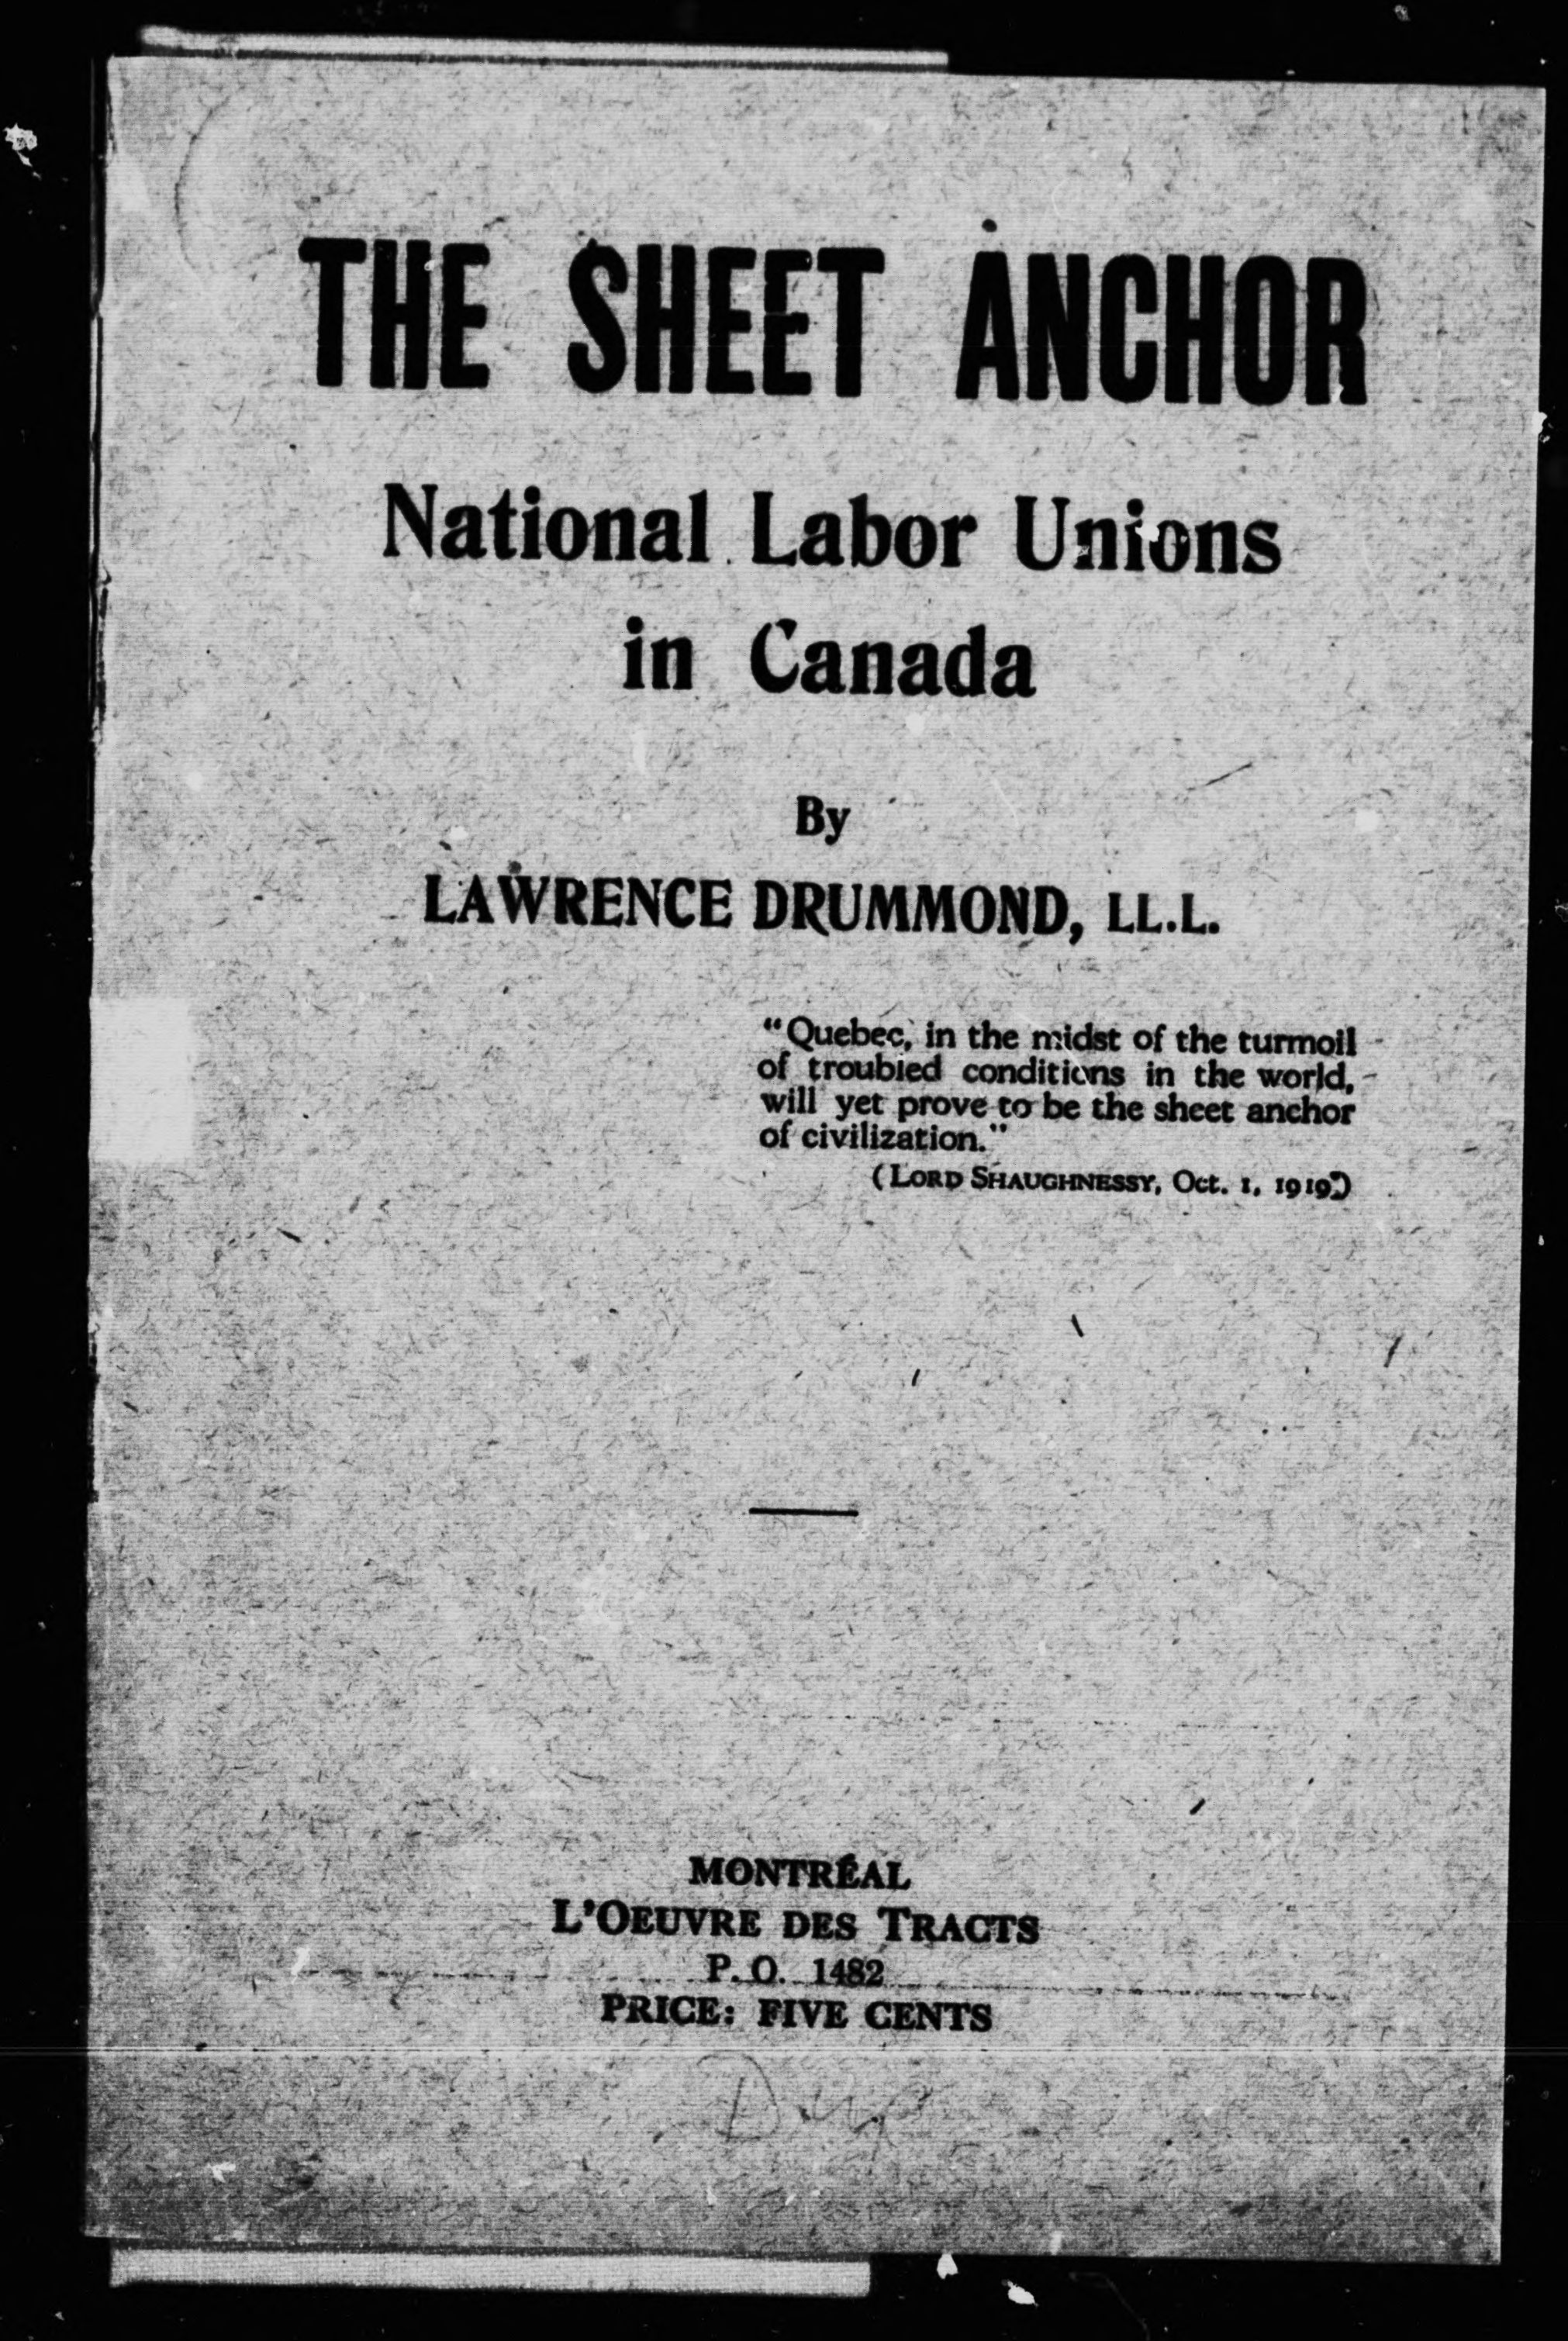 THE SHEET ANCHOR
National Labor Unions
in Canada
By
LAWRENCE DRUMMOND, LL.L.
"Quebec, in the midst of the turmoil
of troubled conditions in the world,
will yet prove to be the sheet anchor
of civilization."
(LORD SHAUGHNESSY, Oct. 1, 1919.)
MONTRÉAL
L'OEUVRE DES TRACTS
P. O. 1482
PRICE: FIVE CENTS
Dup